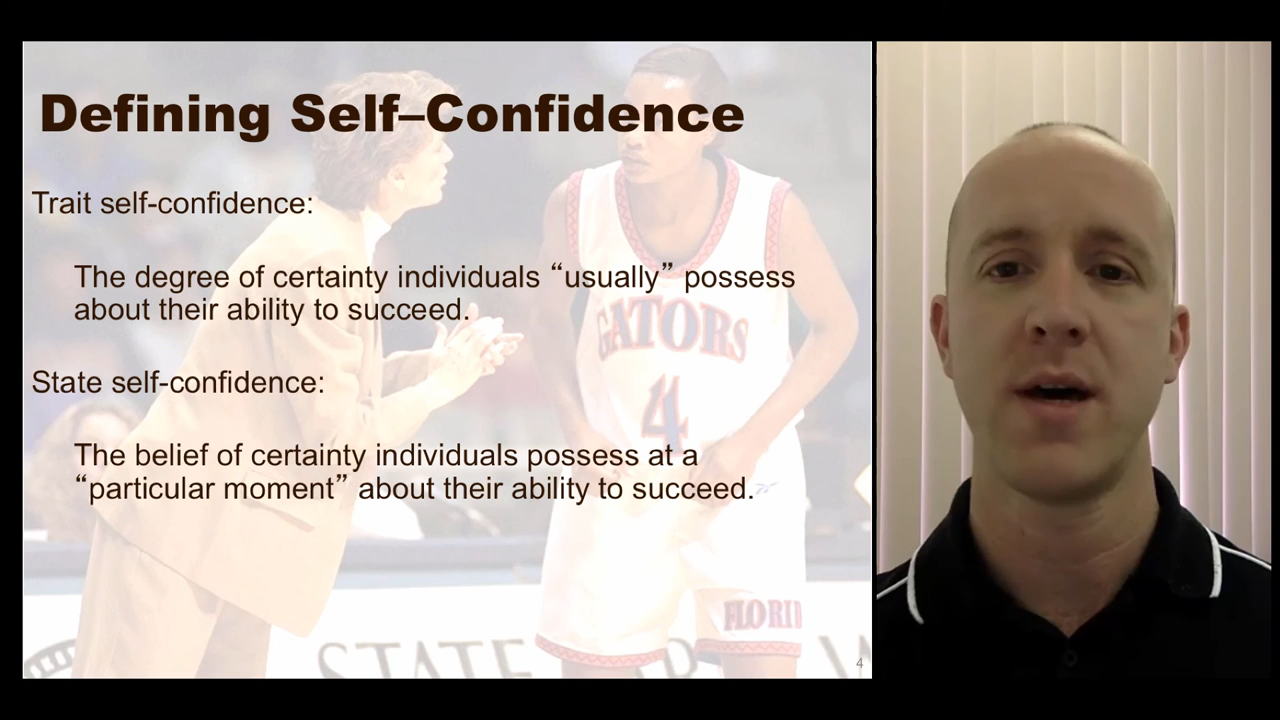 Defining Self–Confidence
Trait self-confidence:
The degree of certainty individuals “usually” possess
about their ability to succeed.
GATORS
4
State self-confidence:
The belief of certainty individuals possess at a
“particular moment” about their ability to succeed.
FLORI
STATE
4